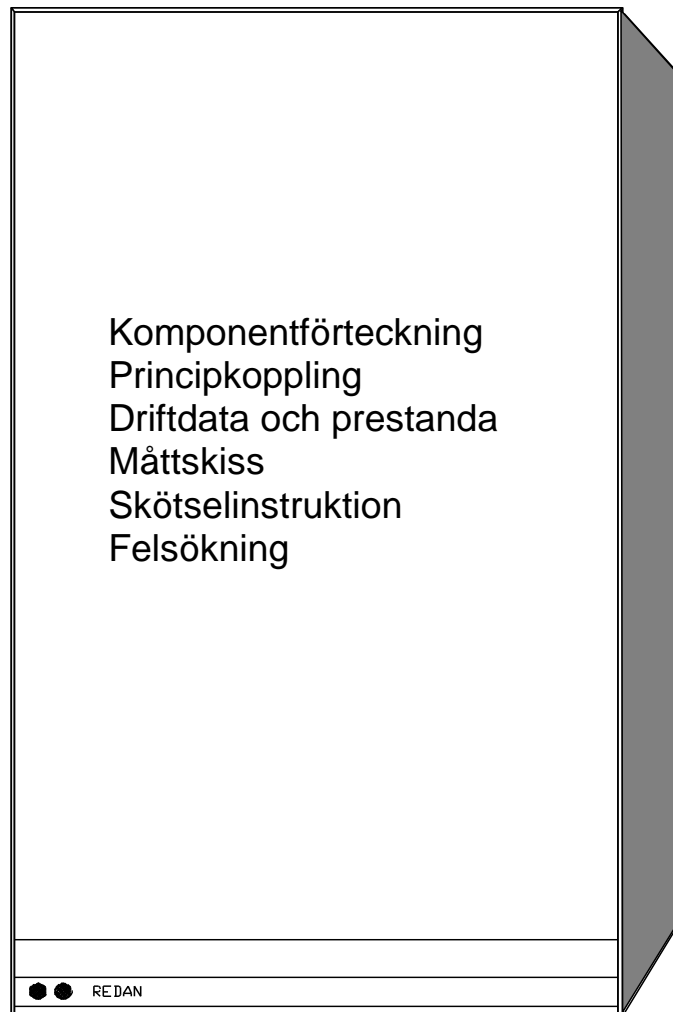 Komponentförteckning
Principkoppling
Driftdata och prestanda
Måttskiss
Skötselinstruktion
Felsökning
REDAN